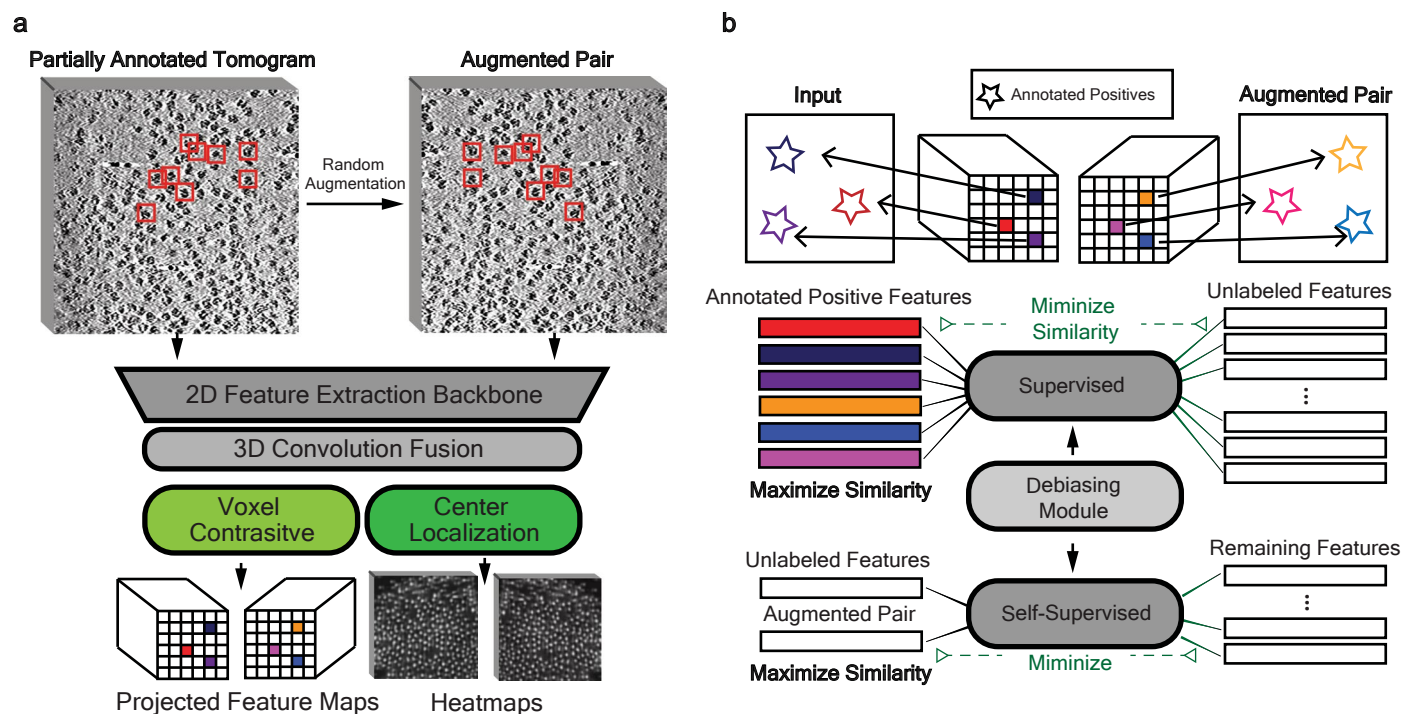 a
Partially Annotated Tomogram
Augmented Pair
Random
Augmentation
2D Feature Extraction Backbone
3D Convolution Fusion
Voxel
Contrasitve
Center
Localization
Projected Feature Maps
Heatmaps
b
Input
Annotated Positives
Augmented Pair
Annotated Positive Features
Miminize
Similarity
Unlabeled Features
Supervised
Maximize Similarity
Debiasing
Module
Unlabeled Features
Augmented Pair
Maximize Similarity
Self-Supervised
Miminize
Remaining Features